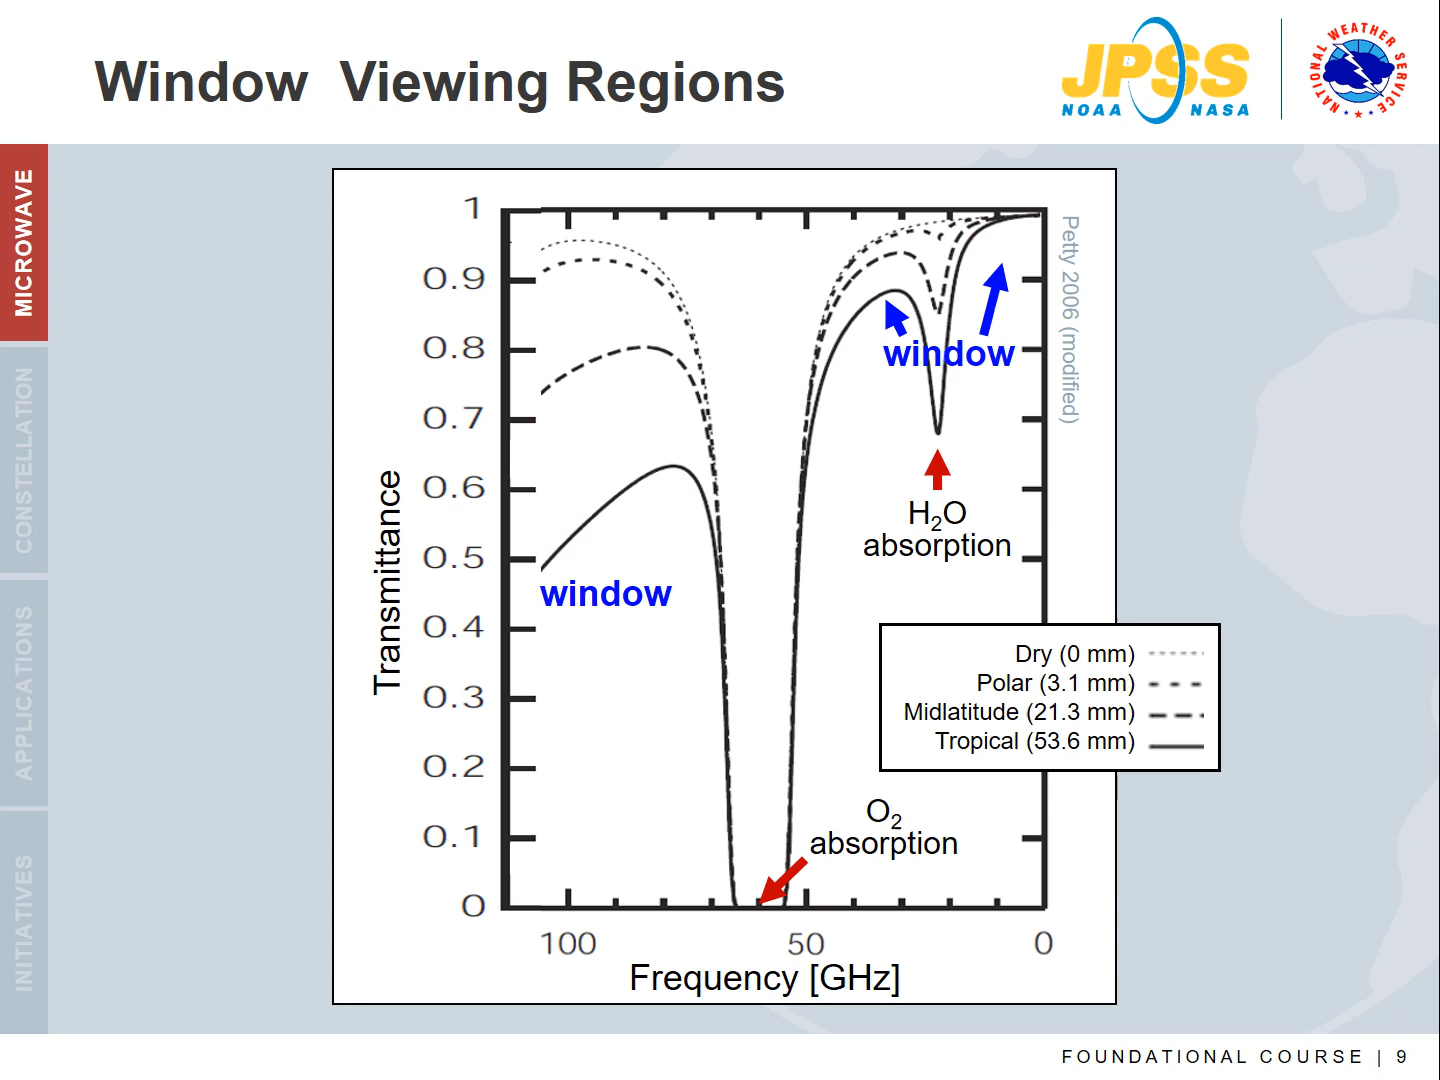 Window  Viewing Regions
JPSS
NOAA NASA
NATIONAL WEATHER SERVICE
MICROWAVE
CONSTELLATION
APPLICATIONS
INITIATIVES
1
0.9
0.8
0.7
0.6
0.5
0.4
0.3
0.2
0.1
0
Transmittance
100 50 0
Frequency [GHz]
Petty 2006 (modified)
window
window
H₂O
absorption
O₂
absorption
Dry (0 mm)
Polar (3.1 mm)
Midlatitude (21.3 mm)
Tropical (53.6 mm)
FOUNDATIONAL COURSE | 9